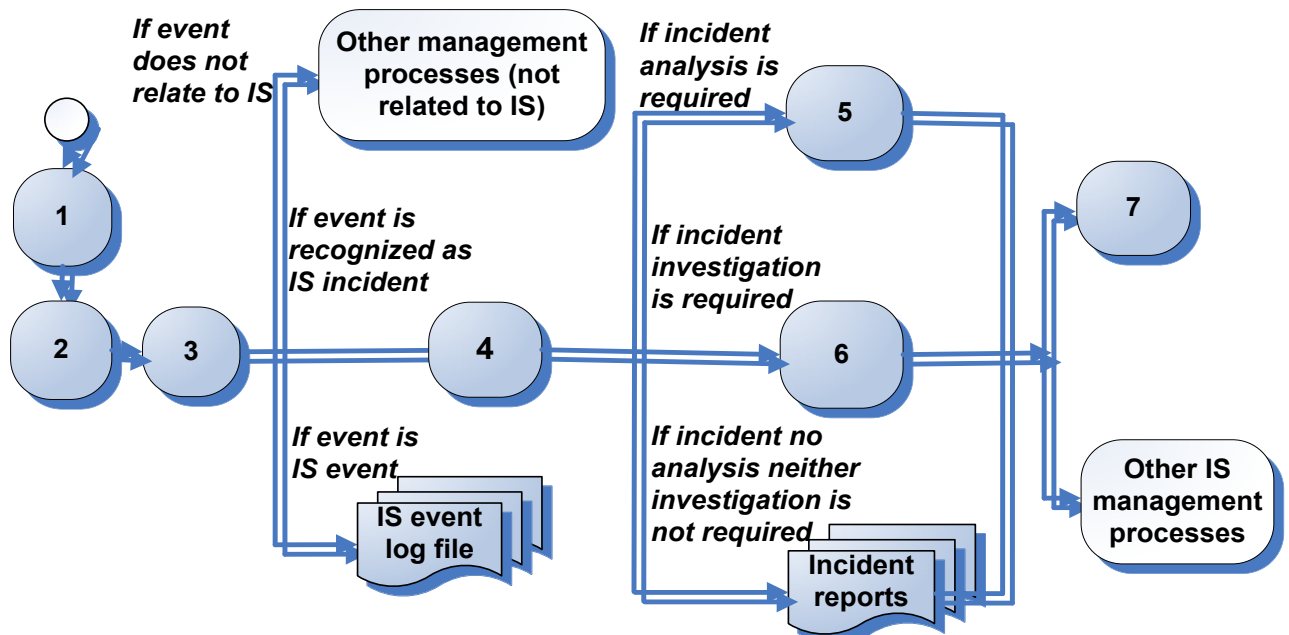 If event
does not
relate to IS
Other management
processes (not
related to IS)
If incident
analysis is
required
5
1
7
If event is
recognized as
IS incident
If incident
investigation
is required
2
3
4
6
If event is
IS event
IS event
log file
If incident no
analysis neither
investigation is
not required
Incident
reports
Other IS
management
processes